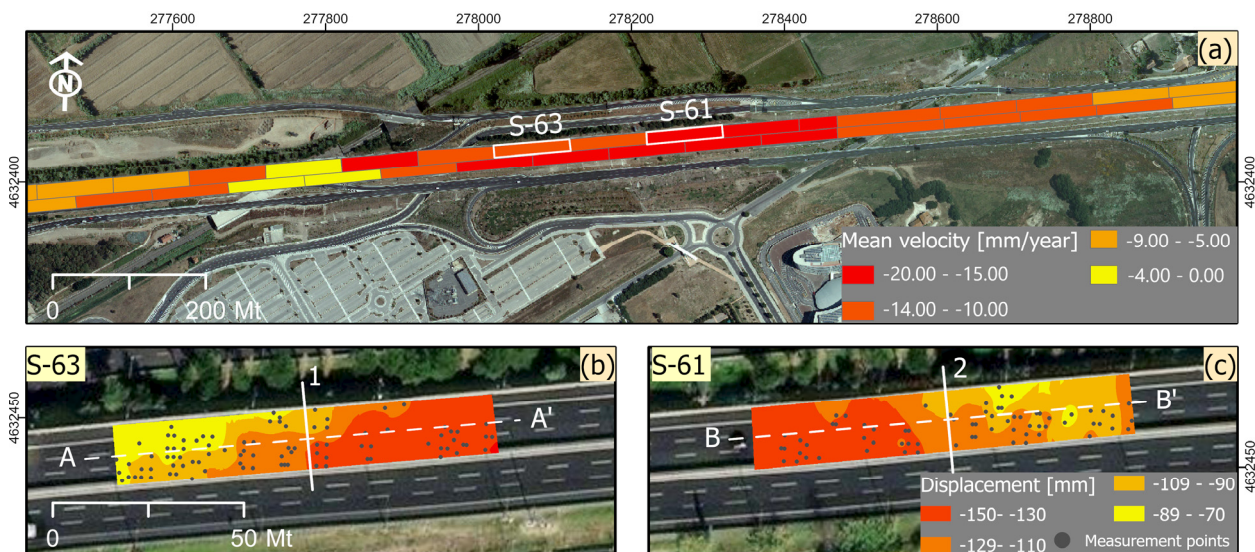 277600 277800 278000 278200 278400 278600 278800
(a)
N
S-63 S-61
4632400 4632400
Mean velocity [mm/year]
-20.00 - -15.00
-14.00 - -10.00
-9.00 - -5.00
-4.00 - 0.00
0 200 Mt
S-63 (b)
4632450
1
A A'
0 50 Mt
S-61 (c)
2
B B'
4632450
Displacement [mm]
-150- -130
-129- -110
-109 - -90
-89 - -70
Measurement points